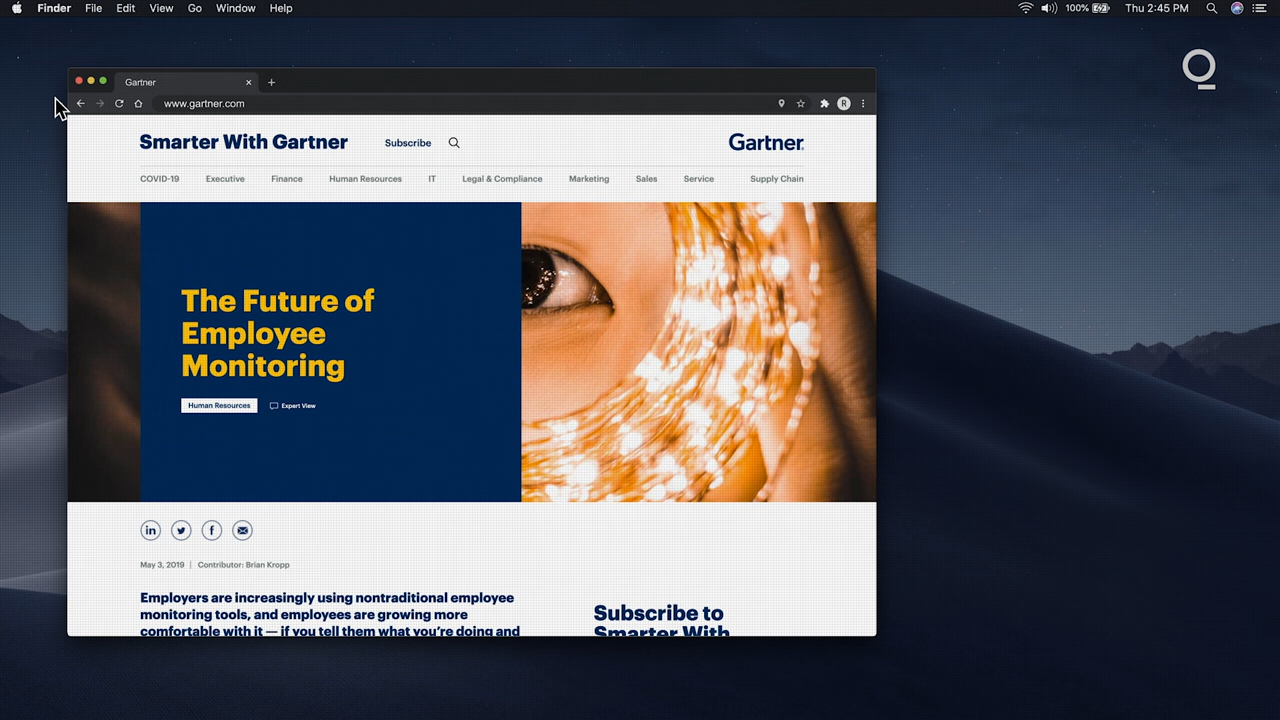 Finder File Edit View Go Window Help 100% Thu 2:45 PM
Gartner
www.gartner.com R
Smarter With Gartner Subscribe Gartner
COVID-19 Executive Finance Human Resources IT Legal & Compliance Marketing Sales Service Supply Chain
The Future of
Employee
Monitoring
Human Resources Expert View
in f
May 3, 2019 | Contributor: Brian Kropp
Employers are increasingly using nontraditional employee
monitoring tools, and employees are growing more
comfortable with it — if you tell them what you're doing and
Subscribe to
Smarter With